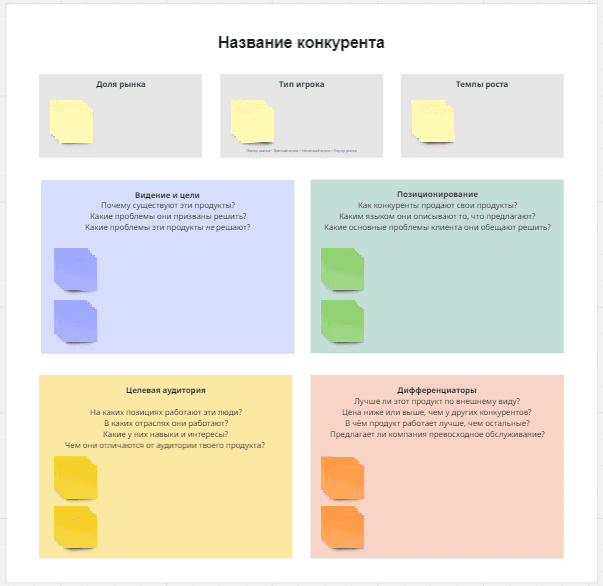 Название конкурента
Доля рынка
Тип игрока
Темпы роста
Видение и цели
Почему существуют эти продукты?
Какие проблемы они призваны решить?
Какие проблемы эти продукты не решают?
Позиционирование
Как конкуренты продают свои продукты?
Каким языком они описывают то, что предлагают?
Какие основные проблемы клиента они обещают решить?
Целевая аудитория
На каких позициях работают эти люди?
В каких отраслях они работают?
Какие у них навыки и интересы?
Чем они отличаются от аудитории твоего продукта?
Дифференциаторы
Лучше ли этот продукт по внешнему виду?
Цена ниже или выше, чем у других конкурентов?
В чём продукт работает лучше, чем остальные?
Предлагает ли компания превосходное обслуживание?